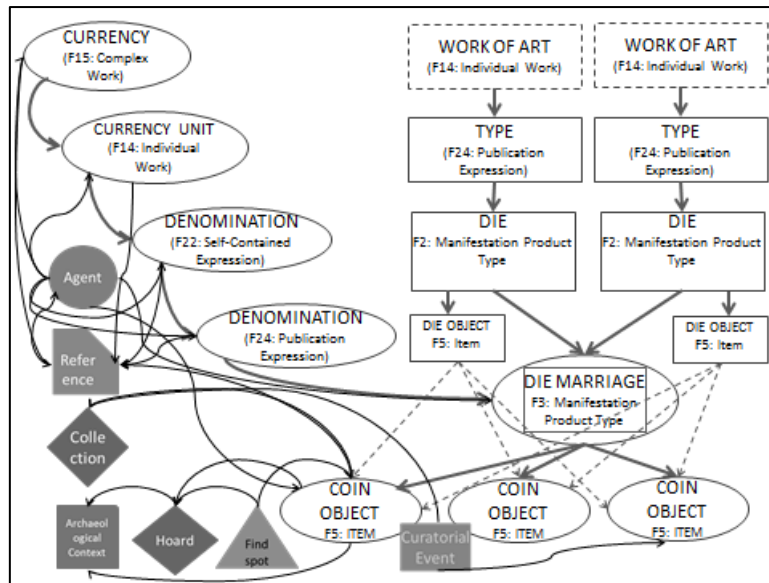 CURRENCY
(F15: Complex
Work)
CURRENCY UNIT
(F14: Individual
Work)
DENOMINATION
(F22: Self-Contained
Expression)
DENOMINATION
(F24: Publication
Expression)
Agent
Refer
ence
Colle
ction
Archaeol
ogical
Context
Hoard
Find
spot
WORK OF ART
(F14: Individual Work)
TYPE
(F24: Publication
Expression)
DIE
F2: Manifestation Product
Type
DIE OBJECT
F5: Item
WORK OF ART
(F14: Individual Work)
TYPE
(F24: Publication
Expression)
DIE
F2: Manifestation Product
Type
DIE OBJECT
F5: Item
DIE MARRIAGE
F3: Manifestation
Product Type
COIN
OBJECT
F5: ITEM
Curatorial
Event
COIN
OBJECT
F5: ITEM
COIN
OBJECT
F5: ITEM